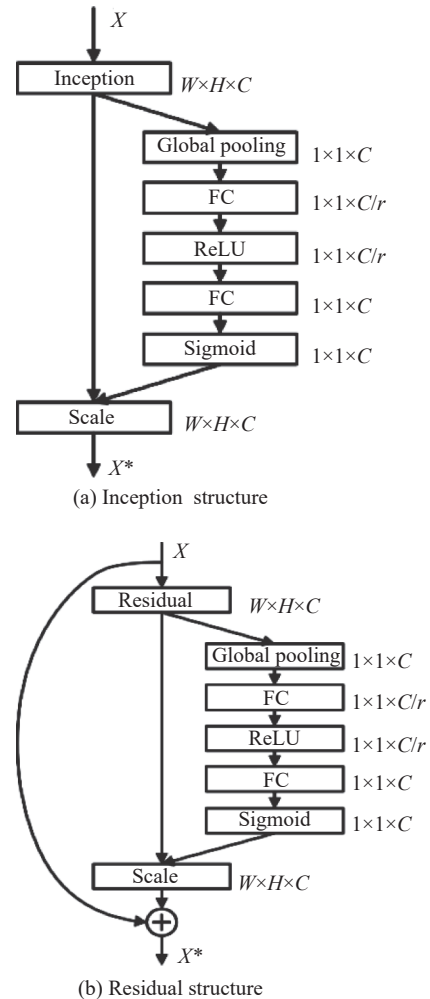 X
Inception
W×H×C
Global pooling
1×1×C
FC
1×1×C/r
ReLU
1×1×C/r
FC
1×1×C
Sigmoid
1×1×C
Scale
W×H×C
X*
(a) Inception structure
X
Residual
W×H×C
Global pooling
1×1×C
FC
1×1×C/r
ReLU
1×1×C/r
FC
1×1×C
Sigmoid
1×1×C
Scale
W×H×C
X*
(b) Residual structure